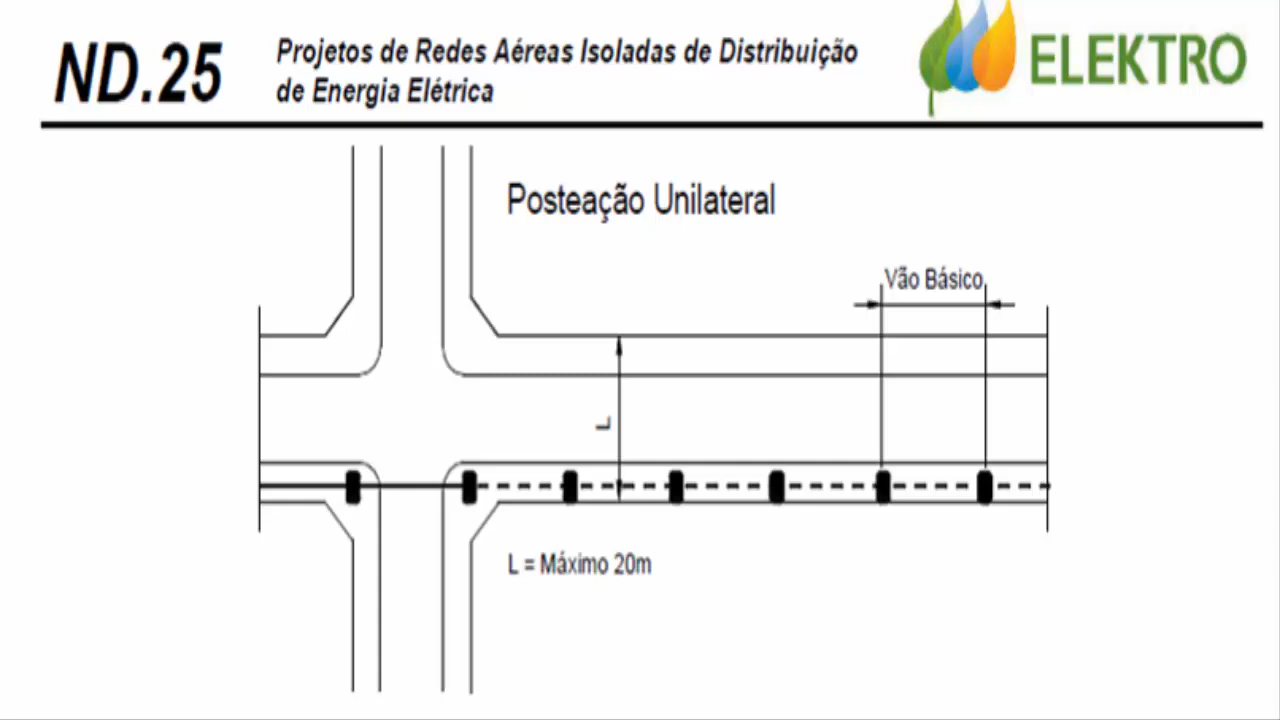 ND.25
Projetos de Redes Aéreas Isoladas de Distribuição
de Energia Elétrica
ELEKTRO
Posteação Unilateral
Vão Básico
L
L = Máximo 20m